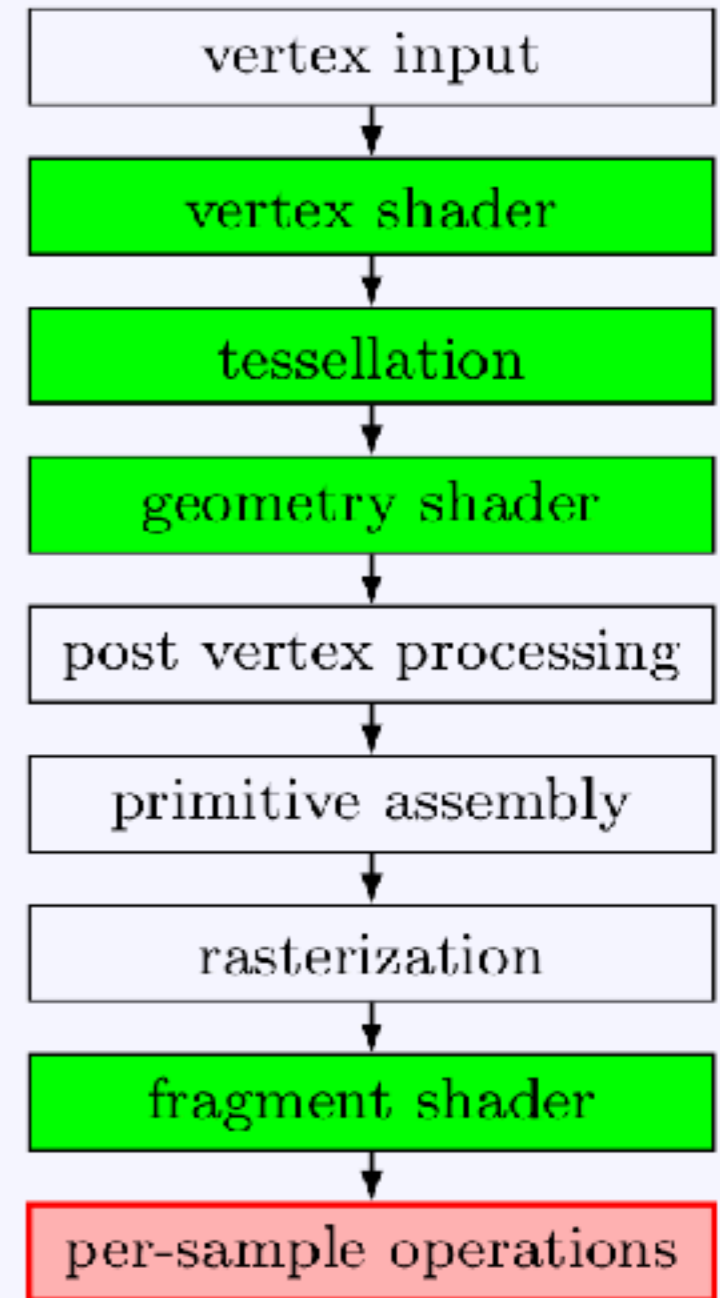 vertex input
vertex shader
tessellation
geometry shader
post vertex processing
primitive assembly
rasterization
fragment shader
per-sample operations